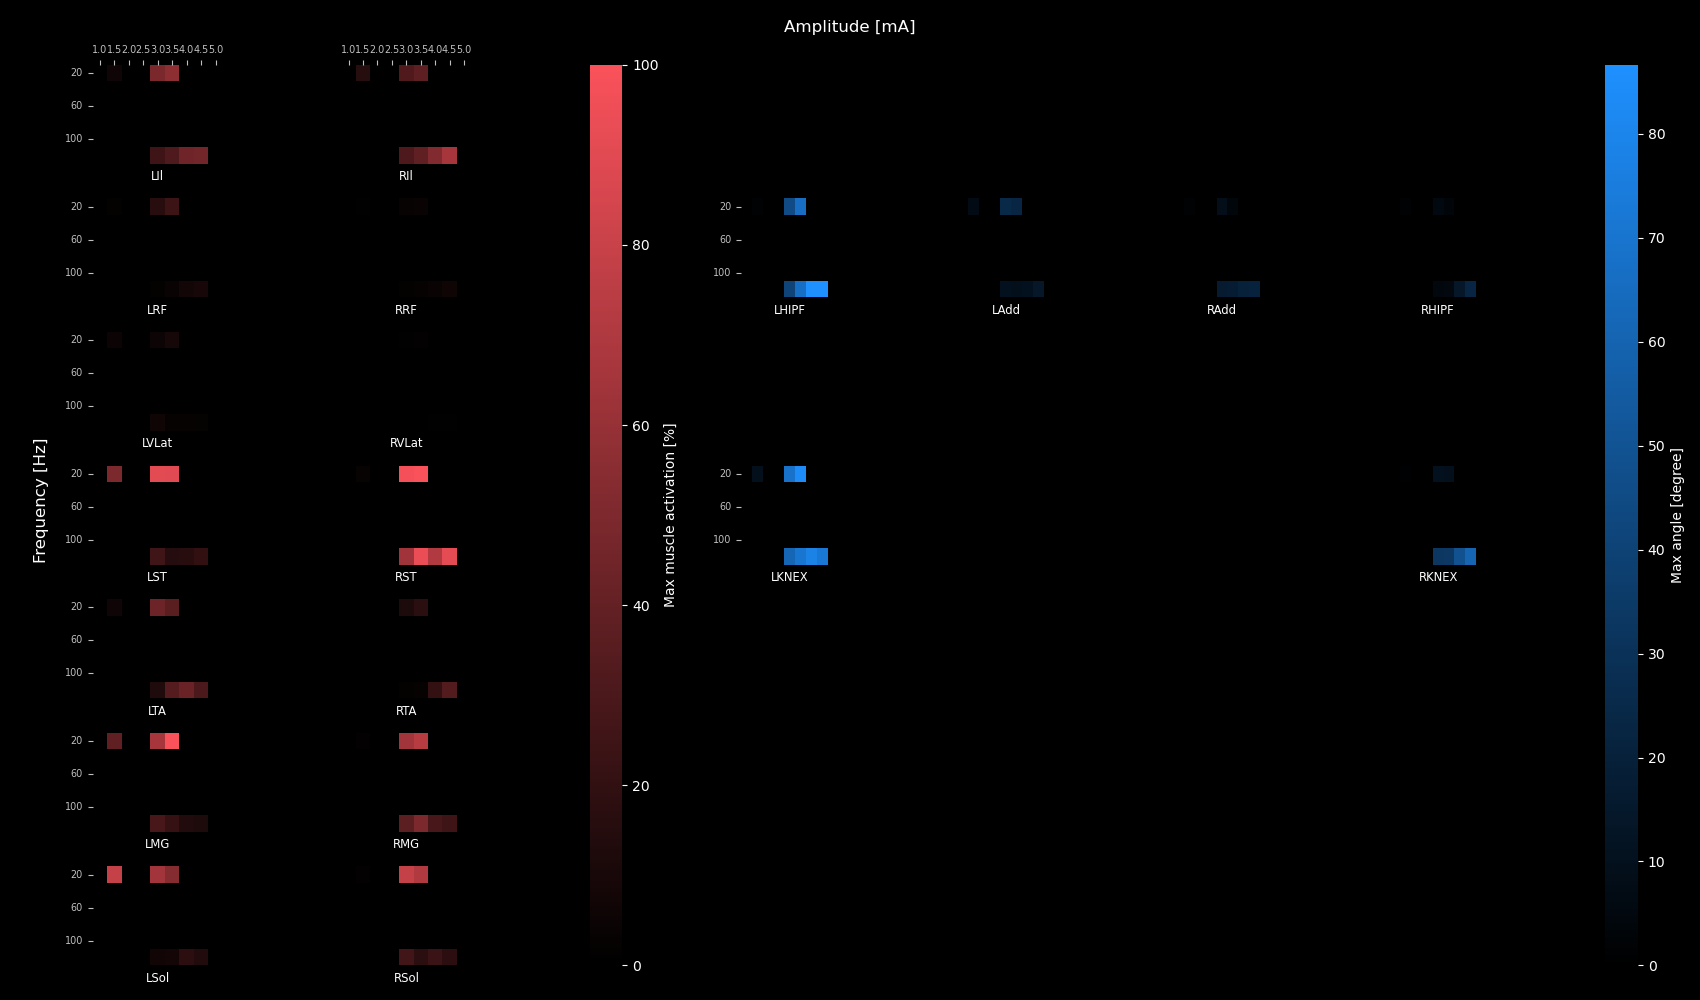 Amplitude [mA]
1.0 1.5 2.0 2.5 3.0 3.5 4.0 4.5 5.0
1.0 1.5 2.0 2.5 3.0 3.5 4.0 4.5 5.0
Frequency [Hz]
20
60
100
LIl
RIl
20
60
100
LRF
RRF
20
60
100
LVLat
RVLat
20
60
100
LST
RST
20
60
100
LTA
RTA
20
60
100
LMG
RMG
20
60
100
LSol
RSol
100
80
60
40
20
0
Max muscle activation [%]
20
60
100
LHIPF
LAdd
RAdd
RHIPF
20
60
100
LKNEX
RKNEX
80
70
60
50
40
30
20
10
0
Max angle [degree]